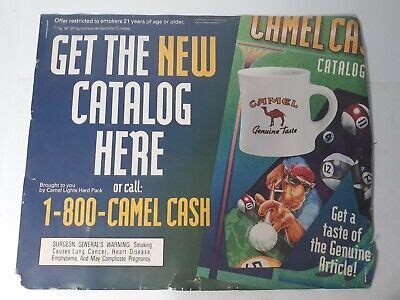 Offer restricted to smokers 21 years of age or older.
GET THE NEW
CATALOG
HERE
Brought to you
by Camel Lights Hard Pack
or call:
1-800-CAMEL CASH
SURGEON GENERAL'S WARNING: Smoking
Causes Lung Cancer, Heart Disease,
Emphysema, And May Complicate Pregnancy.
CAMEL CAS
CATALOG
CAMEL
Genuine Taste
12
Get a
taste of
the Genuine
Article!